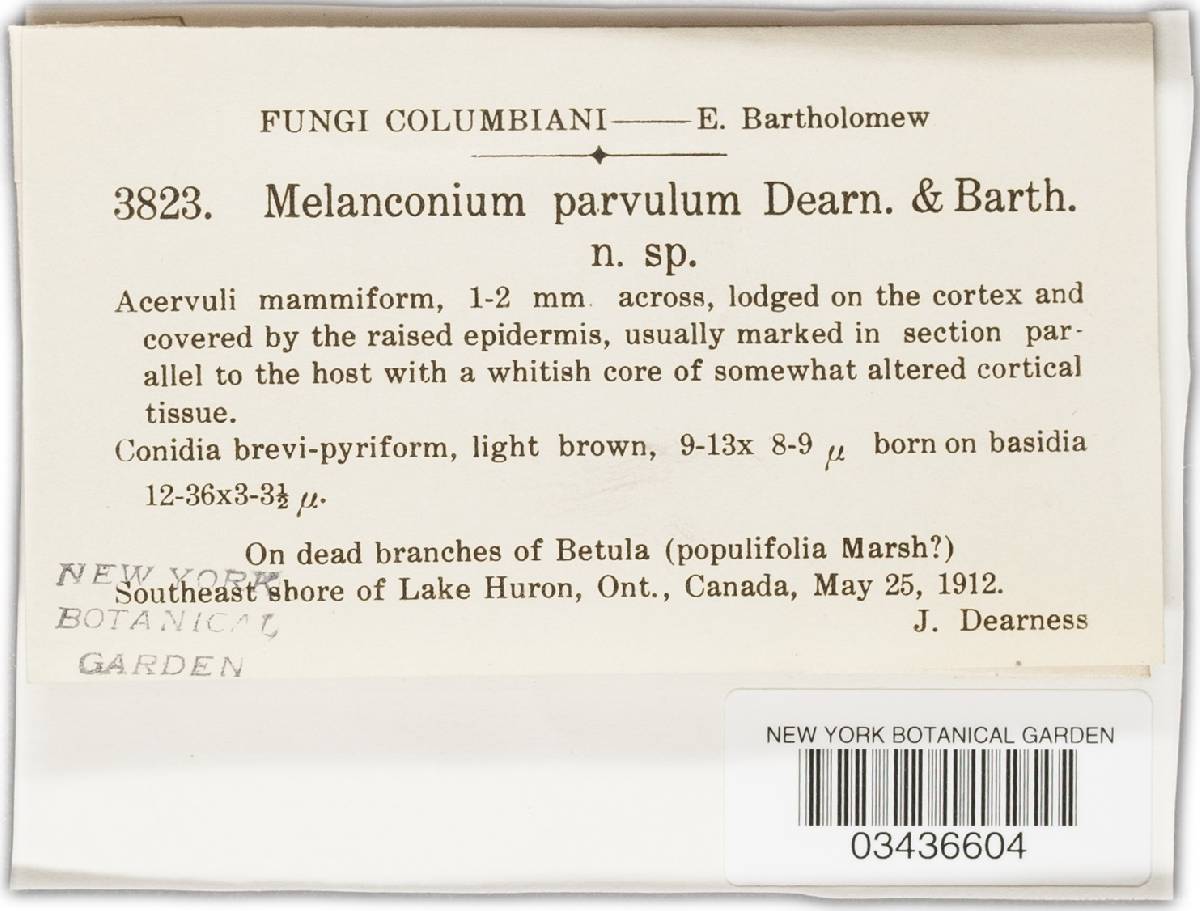 FUNGI COLUMBIANI——E. Bartholomew
3823. Melanconium parvulum Dearn. & Barth.
n. sp.
Acervuli mammiform, 1-2 mm. across, lodged on the cortex and
covered by the raised epidermis, usually marked in section par-
allel to the host with a whitish core of somewhat altered cortical
tissue.
Conidia brevi-pyriform, light brown, 9-13x 8-9 µ born on basidia
12-36x3-3½ µ.
On dead branches of Betula (populifolia Marsh?)
Southeast shore of Lake Huron, Ont., Canada, May 25, 1912.
J. Dearness
NEW YORK
BOTANICAL
GARDEN
NEW YORK BOTANICAL GARDEN
03436604